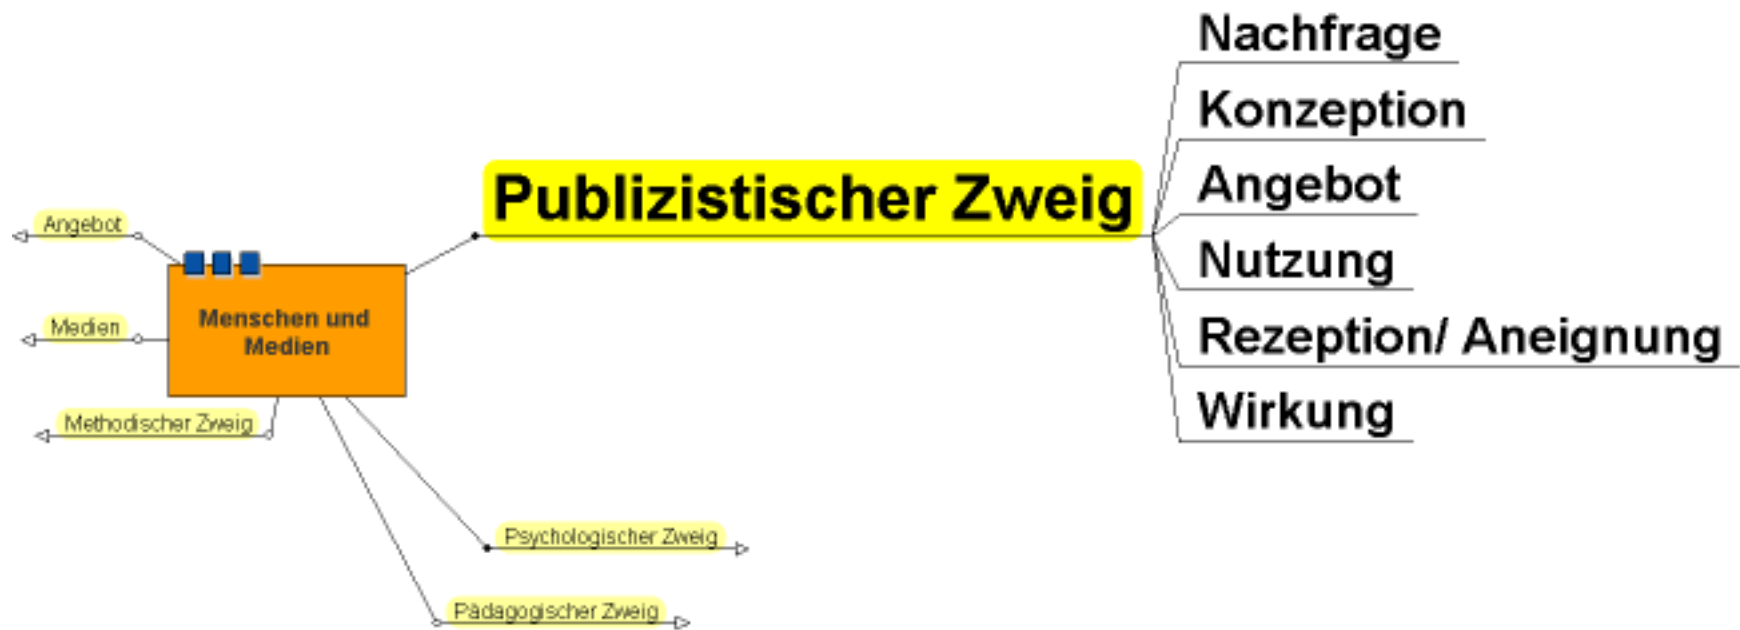 Nachfrage
Konzeption
Publizistischer Zweig
Angebot
Nutzung
Rezeption/ Aneignung
Wirkung
Angebot
Medien
Methodischer Zweig
Menschen und
Medien
Psychologischer Zweig
Pädagogischer Zweig